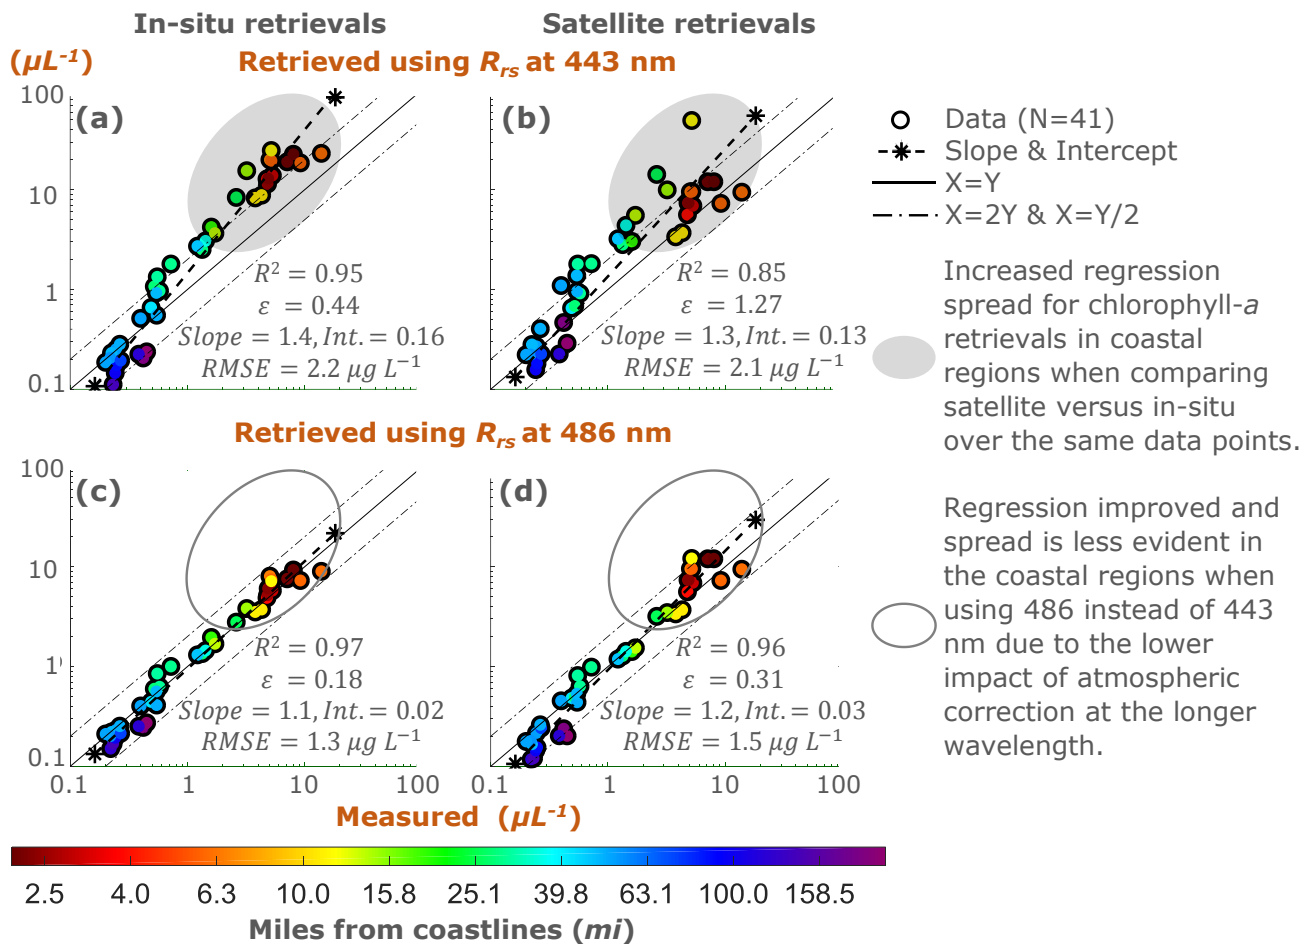 In-situ retrievals
Satellite retrievals
(μL⁻¹)
Retrieved using Rrs at 443 nm
100
10
1
0.1
(a)
R² = 0.95
ε = 0.44
Slope = 1.4, Int. = 0.16
RMSE = 2.2 μg L⁻¹
(b)
R² = 0.85
ε = 1.27
Slope = 1.3, Int. = 0.13
RMSE = 2.1 μg L⁻¹
Data (N=41)
Slope & Intercept
X=Y
X=2Y & X=Y/2
Increased regression
spread for chlorophyll-a
retrievals in coastal
regions when comparing
satellite versus in-situ
over the same data points.
Regression improved and
spread is less evident in
the coastal regions when
using 486 instead of 443
nm due to the lower
impact of atmospheric
correction at the longer
wavelength.
Retrieved using Rrs at 486 nm
100
10
1
0.1
(c)
R² = 0.97
ε = 0.18
Slope = 1.1, Int. = 0.02
RMSE = 1.3 μg L⁻¹
0.1 1 10 100
(d)
R² = 0.96
ε = 0.31
Slope = 1.2, Int. = 0.03
RMSE = 1.5 μg L⁻¹
0.1 1 10 100
Measured (μL⁻¹)
2.5 4.0 6.3 10.0 15.8 25.1 39.8 63.1 100.0 158.5
Miles from coastlines (mi)